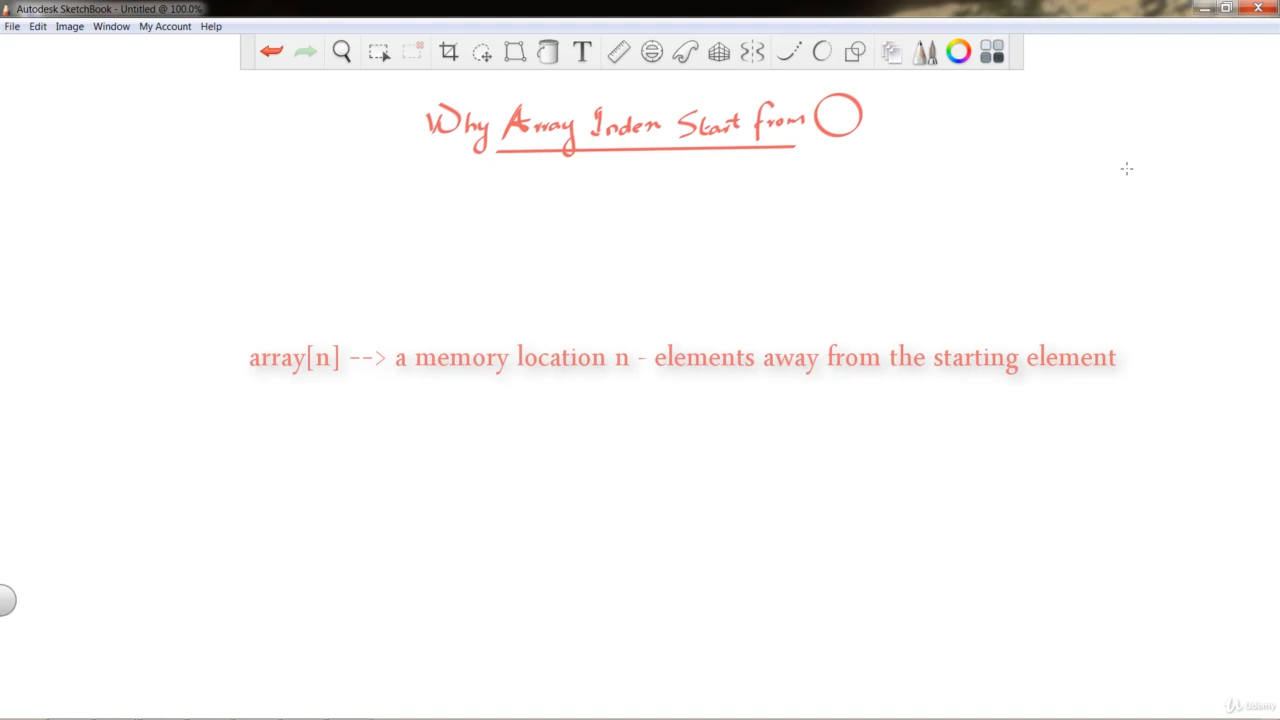 Autodesk SketchBook - Untitled @ 100.0%
File Edit Image Window My Account Help
Why Array Index Start from 0
array[n] --> a memory location n - elements away from the starting element
Udemy